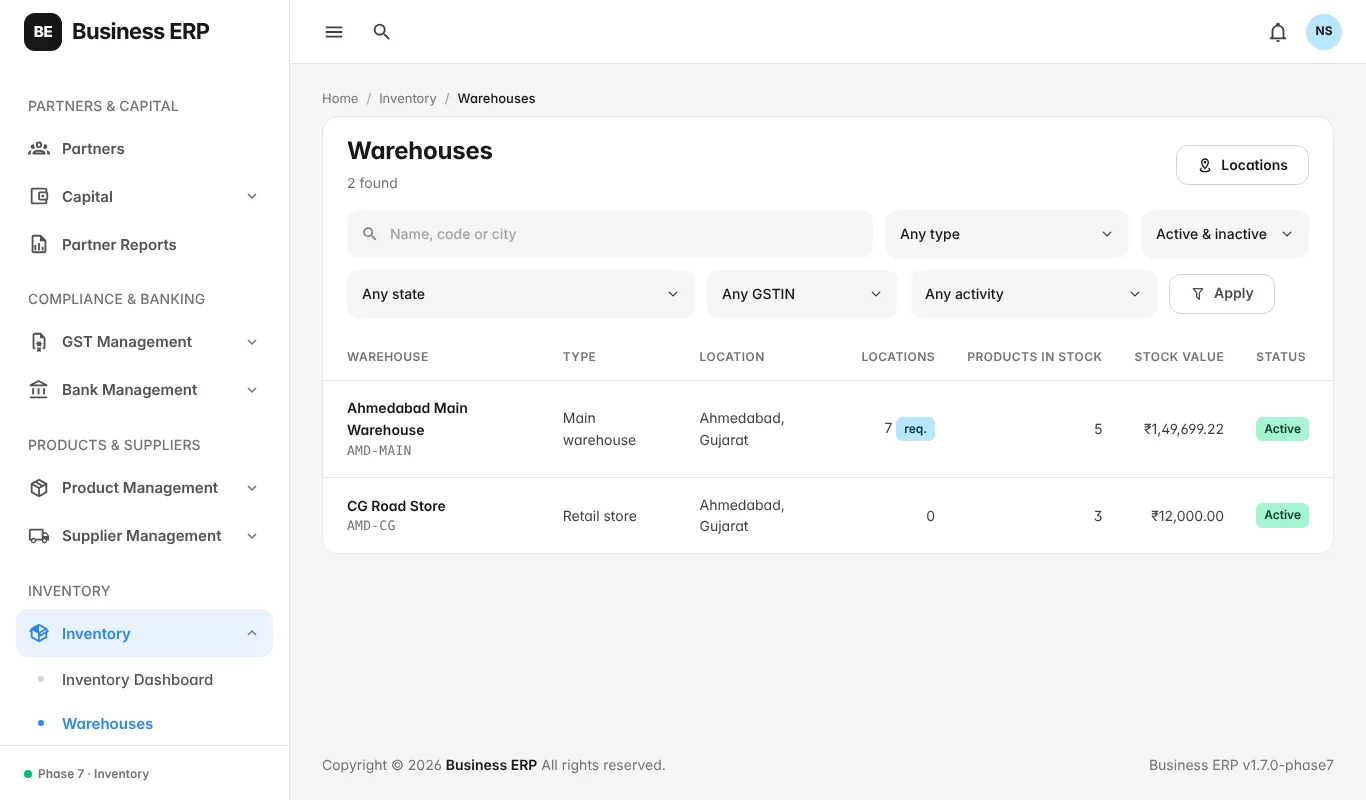 BE Business ERP
NS
PARTNERS & CAPITAL
Partners
Capital
Partner Reports
COMPLIANCE & BANKING
GST Management
Bank Management
PRODUCTS & SUPPLIERS
Product Management
Supplier Management
INVENTORY
Inventory
Inventory Dashboard
Warehouses
Phase 7 · Inventory
Home / Inventory / Warehouses
Warehouses
2 found
Locations
Name, code or city
Any type
Active & inactive
Any state
Any GSTIN
Any activity
Apply
WAREHOUSE TYPE LOCATION LOCATIONS PRODUCTS IN STOCK STOCK VALUE STATUS
Ahmedabad Main
Warehouse
AMD-MAIN
Main
warehouse
Ahmedabad,
Gujarat
7 req.
5
₹1,49,699.22
Active
CG Road Store
AMD-CG
Retail store
Ahmedabad,
Gujarat
0
3
₹12,000.00
Active
Copyright © 2026 Business ERP All rights reserved.
Business ERP v1.7.0-phase7